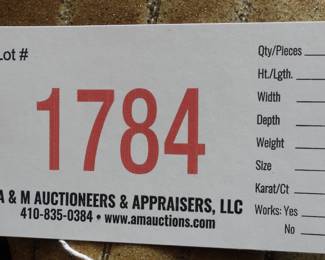 Lot #
1784
A & M AUCTIONEERS & APPRAISERS, LLC
410-835-0384 • www.amauctions.com
Qty/Pieces
Ht./Lgth.
Width
Depth
Weight
Size
Karat/Ct
Works: Yes
No